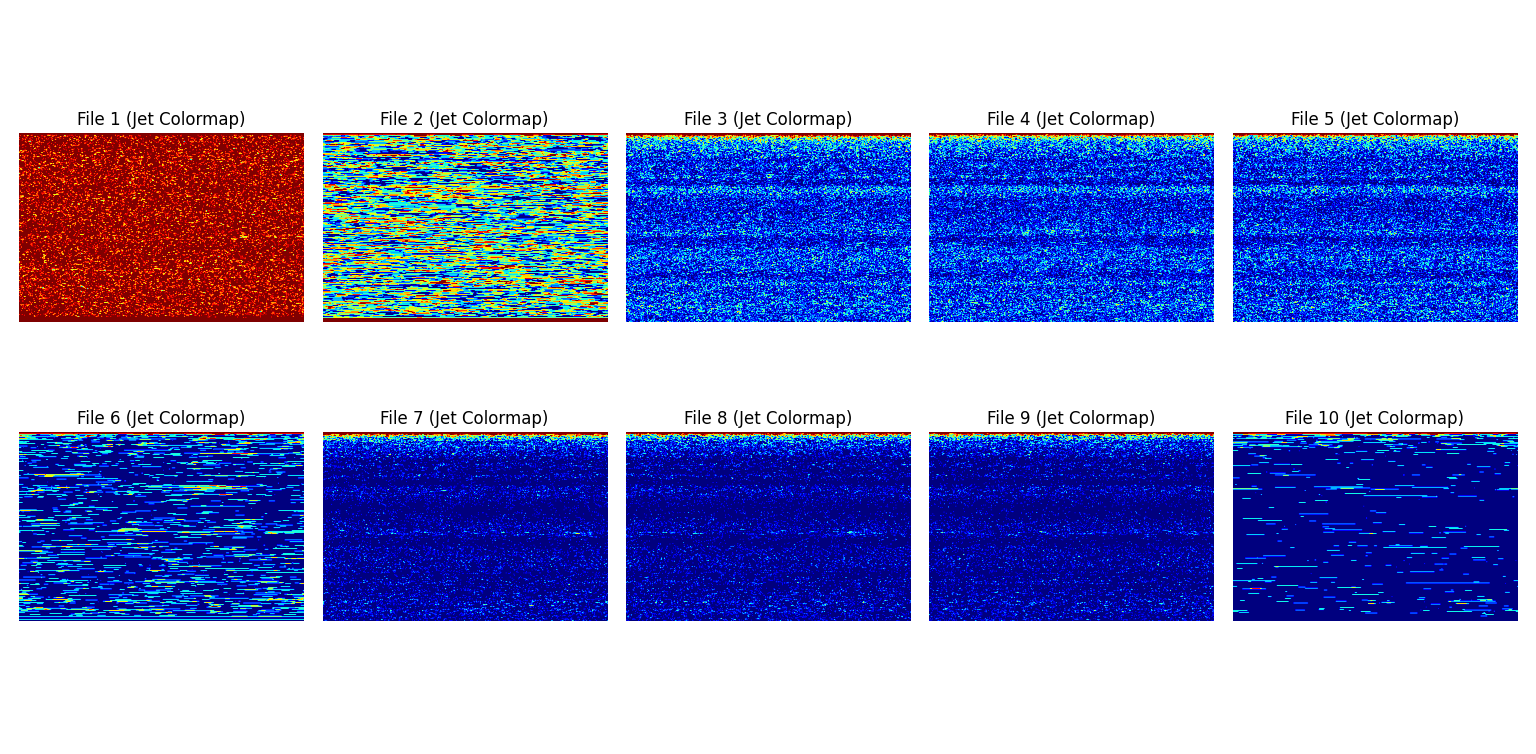 File 1 (Jet Colormap)
File 2 (Jet Colormap)
File 3 (Jet Colormap)
File 4 (Jet Colormap)
File 5 (Jet Colormap)
File 6 (Jet Colormap)
File 7 (Jet Colormap)
File 8 (Jet Colormap)
File 9 (Jet Colormap)
File 10 (Jet Colormap)